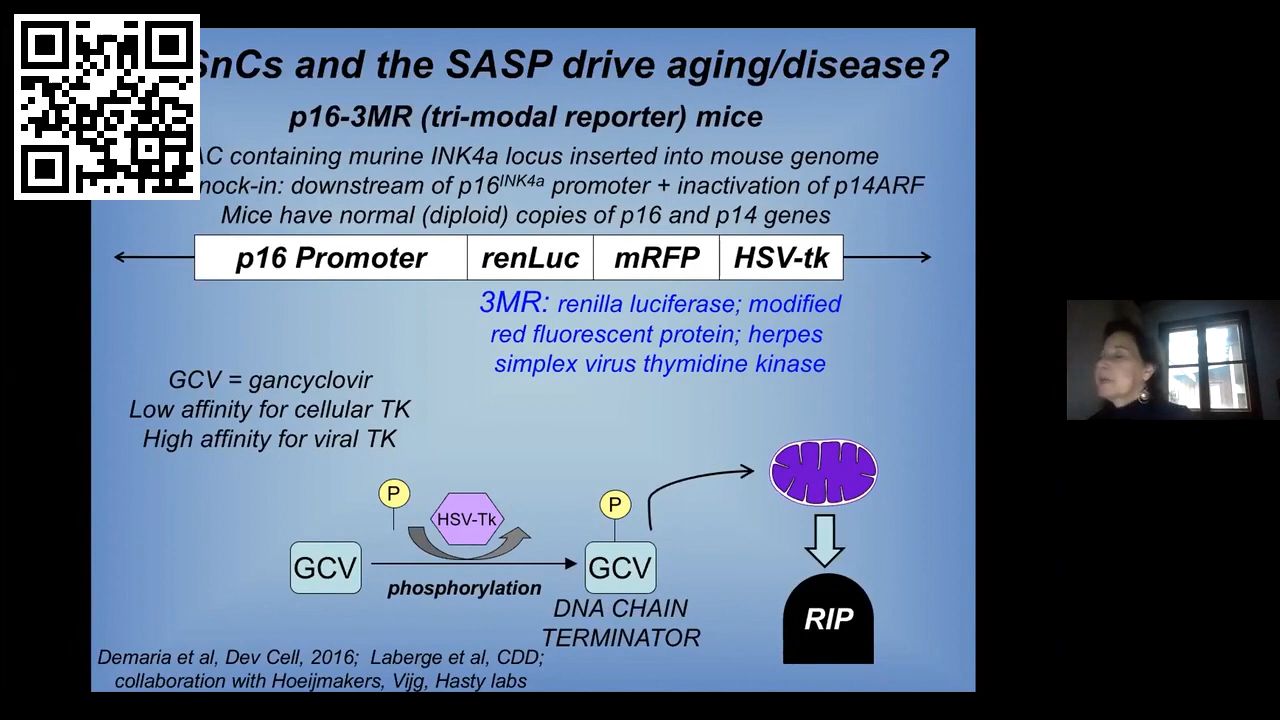 SnCs and the SASP drive aging/disease?
p16-3MR (tri-modal reporter) mice
containing murine INK4a locus inserted into mouse genome
downstream of p16INK4a promoter + inactivation of p14ARF
Mice have normal (diploid) copies of p16 and p14 genes
p16 Promoter renLuc mRFP HSV-tk
3MR: renilla luciferase; modified
red fluorescent protein; herpes
simplex virus thymidine kinase
GCV = gancyclovir
Low affinity for cellular TK
High affinity for viral TK
P
HSV-Tk
P
GCV
phosphorylation
GCV
DNA CHAIN
TERMINATOR
RIP
Demaria et al, Dev Cell, 2016; Laberge et al, CDD;
collaboration with Hoeijmakers, Vijg, Hasty labs